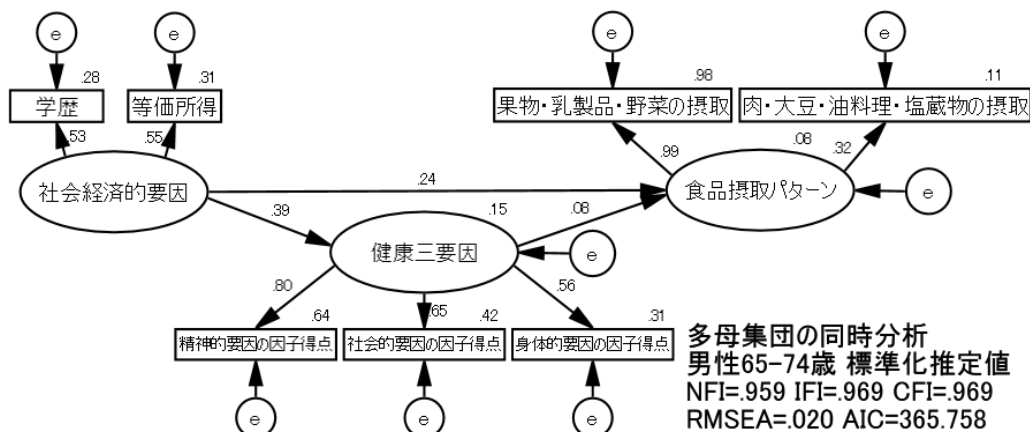 e
e
e
e
.28
.31
.98
.11
学歴
等価所得
果物・乳製品・野菜の摂取
肉・大豆・油料理・塩蔵物の摂取
.53
.55
.99
.08
.32
社会経済的要因
.24
食品摂取パターン
e
.39
.15
.08
健康三要因
e
.80
.65
.56
.64
.42
.31
精神的要因の因子得点
社会的要因の因子得点
身体的要因の因子得点
e
e
e
多母集団の同時分析
男性65-74歳 標準化推定値
NFI=.959 IFI=.969 CFI=.969
RMSEA=.020 AIC=365.758